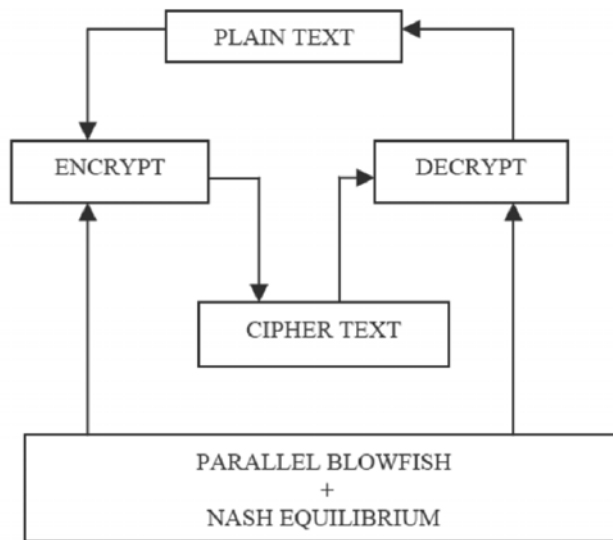 PLAIN TEXT
ENCRYPT
DECRYPT
CIPHER TEXT
PARALLEL BLOWFISH
+
NASH EQUILIBRIUM